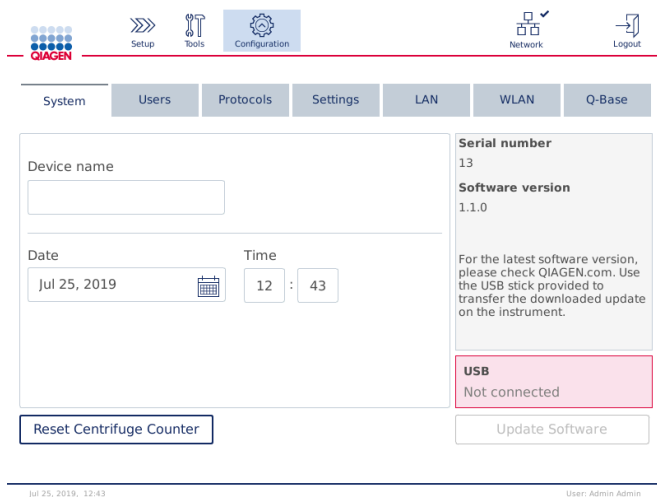 QIAGEN
Setup
Tools
Configuration
Network
Logout
System
Users
Protocols
Settings
LAN
WLAN
Q-Base
Device name
Date
Time
Jul 25, 2019
12 : 43
Serial number
13
Software version
1.1.0
For the latest software version,
please check QIAGEN.com. Use
the USB stick provided to
transfer the downloaded update
on the instrument.
USB
Not connected
Reset Centrifuge Counter
Update Software
Jul 25, 2019, 12:43
User: Admin Admin